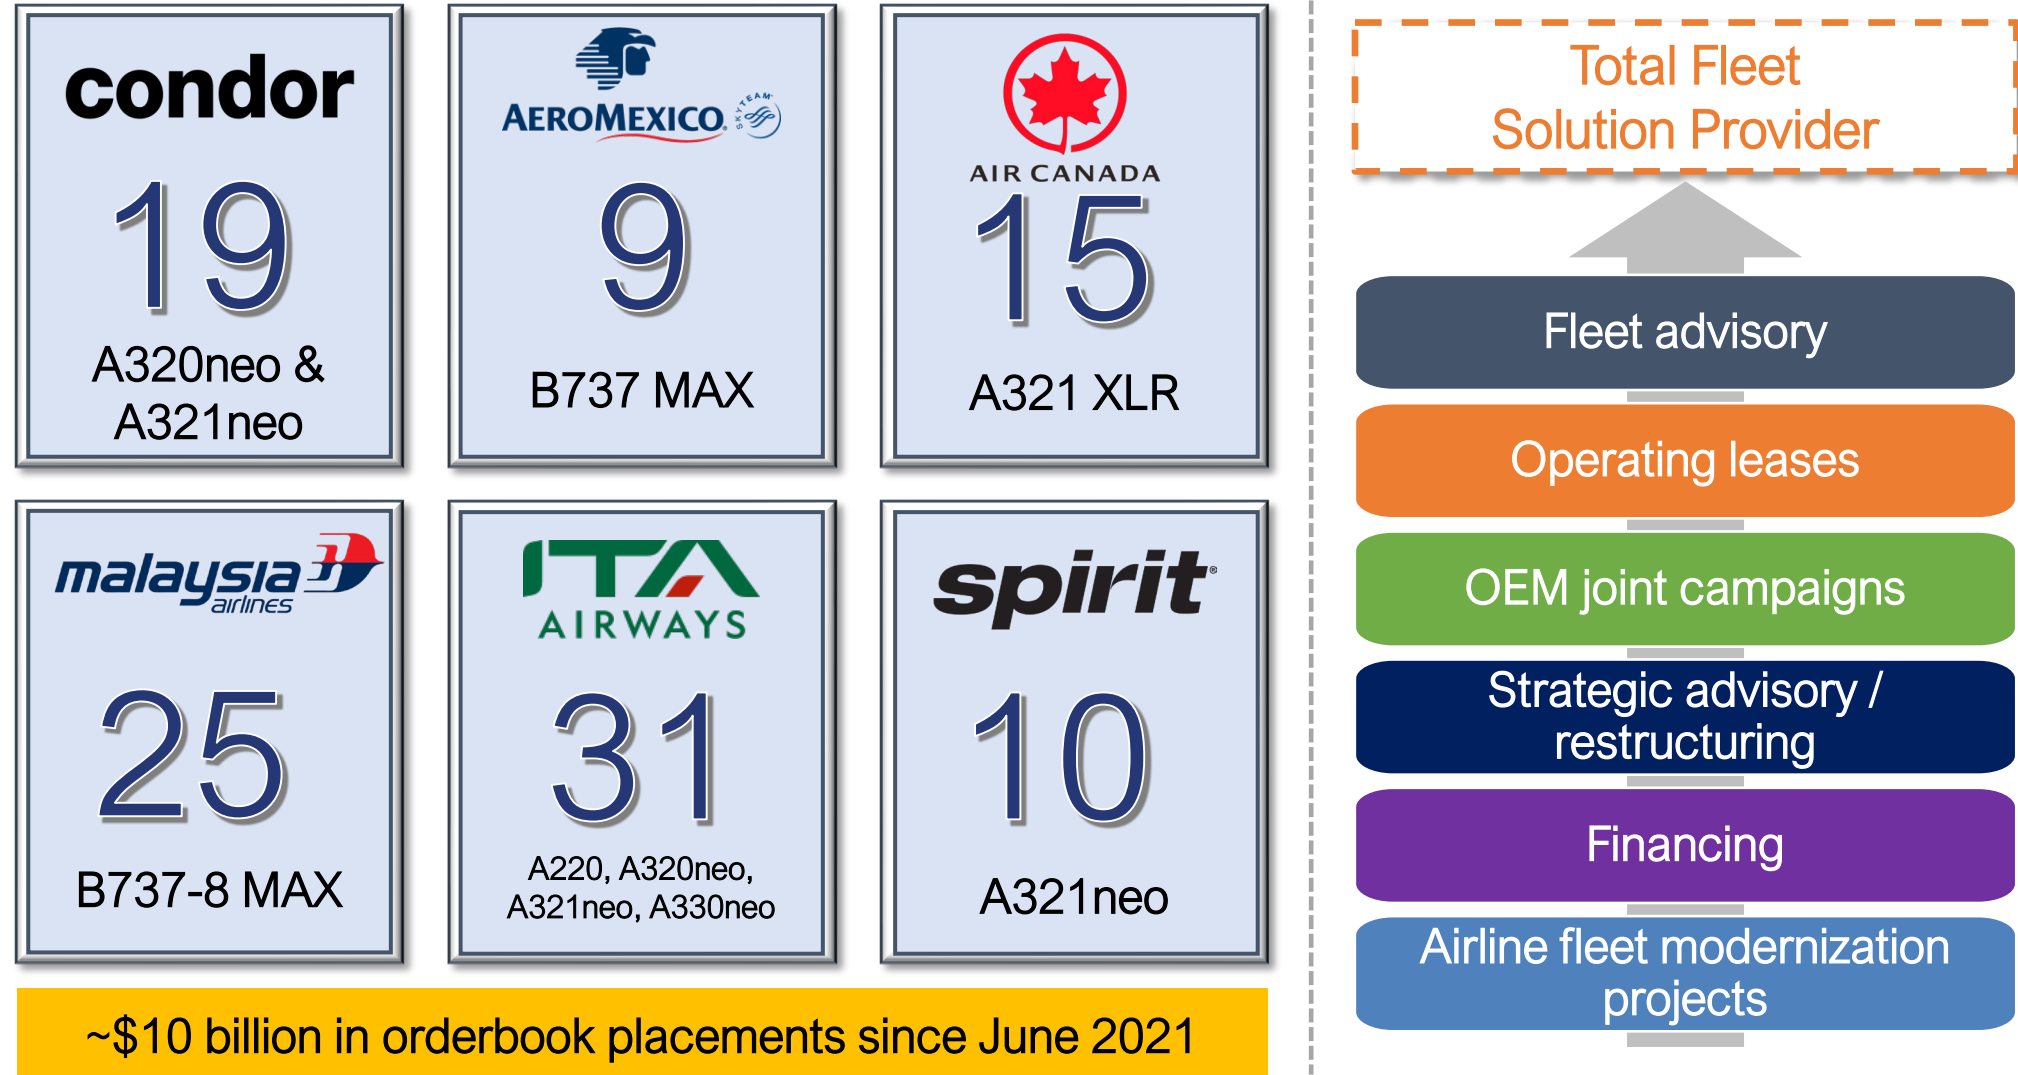 condor
19
A320neo &
A321neo
AEROMEXICO
SKYTEAM
9
B737 MAX
AIR CANADA
15
A321 XLR
malaysia
airlines
25
B737-8 MAX
ITA
AIRWAYS
31
A220, A320neo,
A321neo, A330neo
spirit®
10
A321neo
~$10 billion in orderbook placements since June 2021
Total Fleet
Solution Provider
Fleet advisory
Operating leases
OEM joint campaigns
Strategic advisory /
restructuring
Financing
Airline fleet modernization
projects